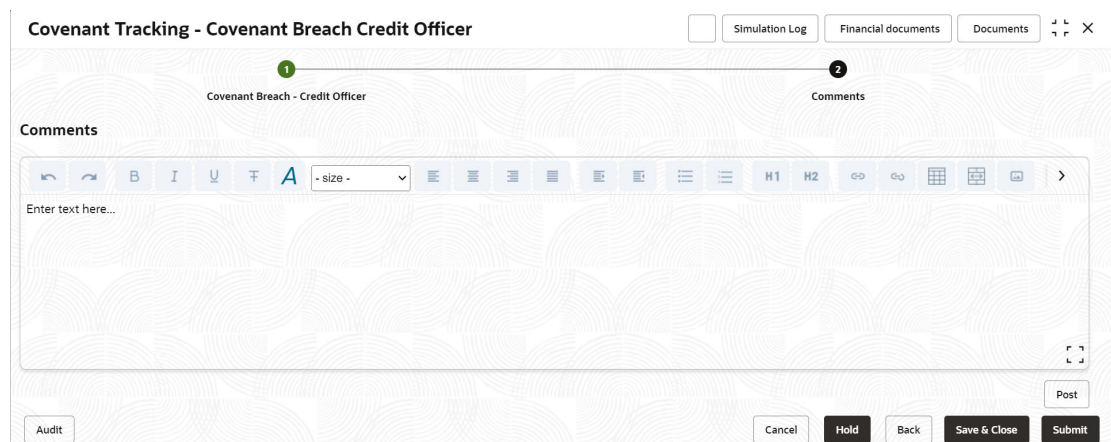 Covenant Tracking - Covenant Breach Credit Officer
Simulation Log
Financial documents
Documents
1
2
Covenant Breach - Credit Officer
Comments
Comments
B I U T A - size - H1 H2
Enter text here...
Post
Audit
Cancel
Hold
Back
Save & Close
Submit